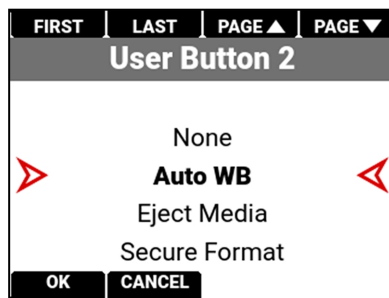 FIRST LAST PAGE▲ PAGE▼
User Button 2
None
Auto WB
Eject Media
Secure Format
OK CANCEL